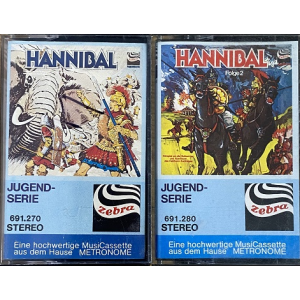 HANNIBAL
JUGEND-
SERIE
691.270
STEREO
zebra
Eine hochwertige MusiCassette
aus dem Hause METRONOME
HANNIBAL
Folge 2
JUGEND-
SERIE
691.280
STEREO
zebra
Eine hochwertige MusiCassette
aus dem Hause METRONOME